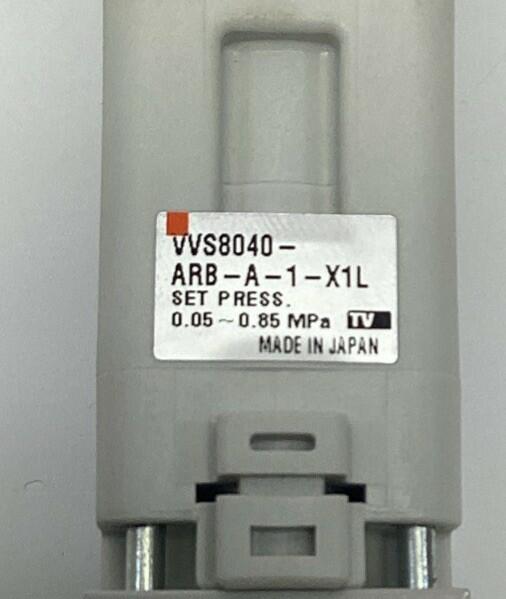 VVS8040-
ARB-A-1-X1L
SET PRESS.
0.05~0.85 MPa TV
MADE IN JAPAN